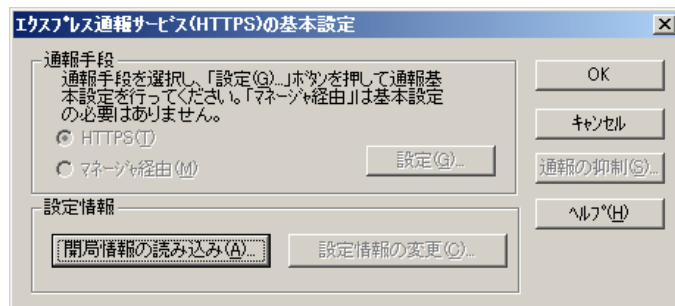 ｴｸｽﾌﾟﾚｽ通報ｻｰﾋﾞｽ(HTTPS)の基本設定
通報手段
通報手段を選択し、「設定(G)...」ﾎﾞﾀﾝを押して通報基
本設定を行ってください。「ﾏﾈｰｼﾞｬ経由」は基本設定
の必要はありません。
HTTPS(T)
ﾏﾈｰｼﾞｬ経由(M)
設定(G)...
設定情報
開局情報の読み込み(A)...
設定情報の変更(C)...
OK
ｷｬﾝｾﾙ
通報の抑制(S)...
ﾍﾙﾌﾟ(H)